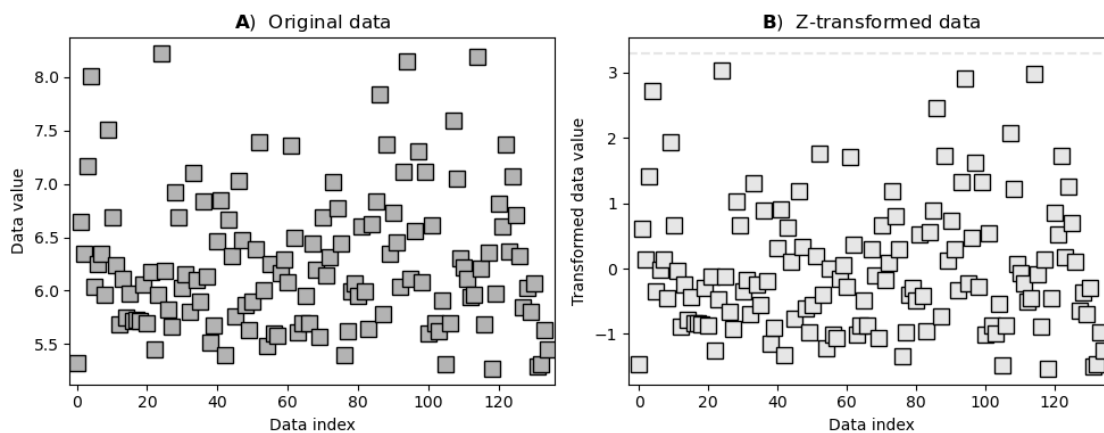 A) Original data
Data value
8.0
7.5
7.0
6.5
6.0
5.5
0 20 40 60 80 100 120
Data index
B) Z-transformed data
Transformed data value
3
2
1
0
−1
0 20 40 60 80 100 120
Data index